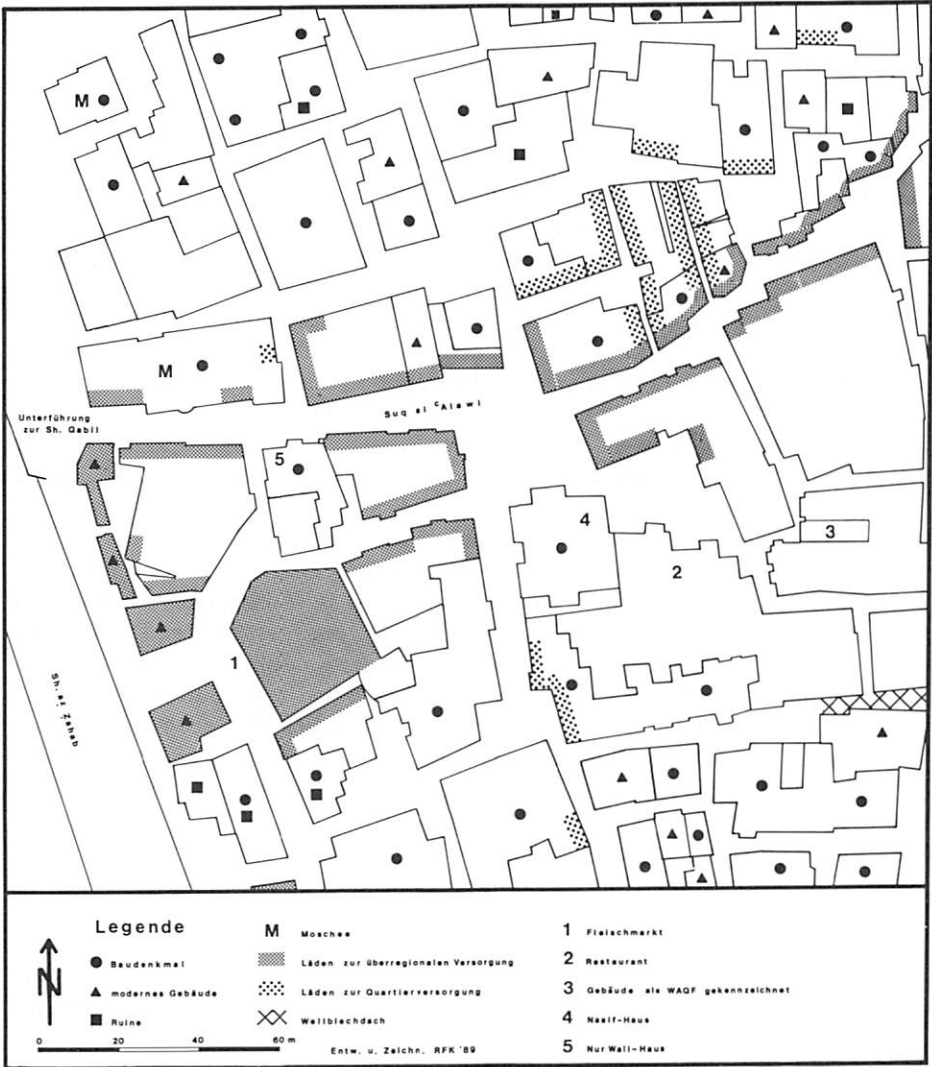 M
M
Unterführung
zur Sh. Qabil
Suq al ᶜAlawi
5
4
3
2
1
Sh. az Zahab
Legende
N
Baudenkmal
modernes Gebäude
Ruine
0 20 40 60 m
M Moschee
Läden zur überregionalen Versorgung
Läden zur Quartierversorgung
Wellblechdach
Entw. u. Zeichn. RFK '89
1 Fleischmarkt
2 Restaurant
3 Gebäude als WAQF gekennzeichnet
4 Nasif-Haus
5 Nur Wali-Haus